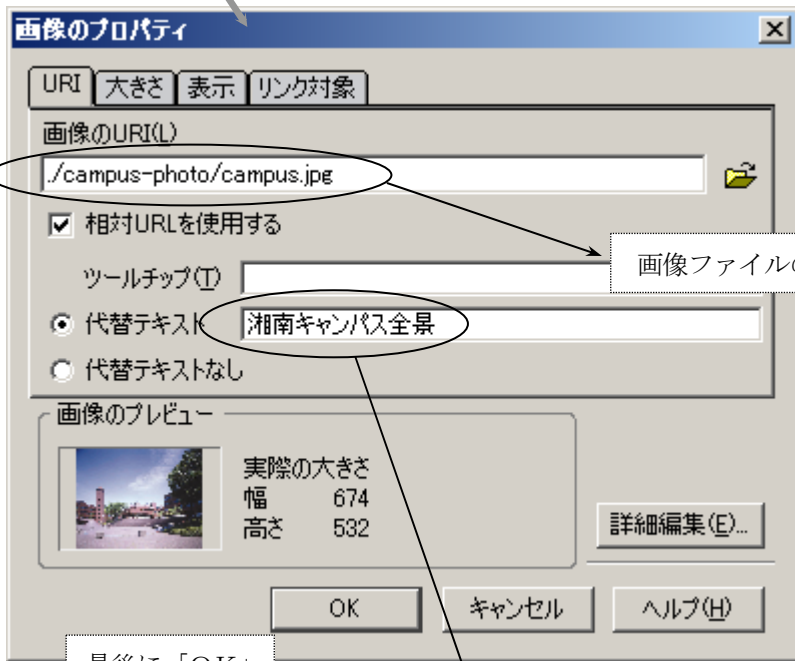 画像のプロパティ
URI 大きさ 表示 リンク対象
画像のURI(L)
./campus-photo/campus.jpg
相対URLを使用する
画像ファイルの
ツールチップ(T)
代替テキスト 湘南キャンパス全景
代替テキストなし
画像のプレビュー
実際の大きさ
幅 674
高さ 532
詳細編集(E)...
OK キャンセル ヘルプ(H)
最後に「OK」